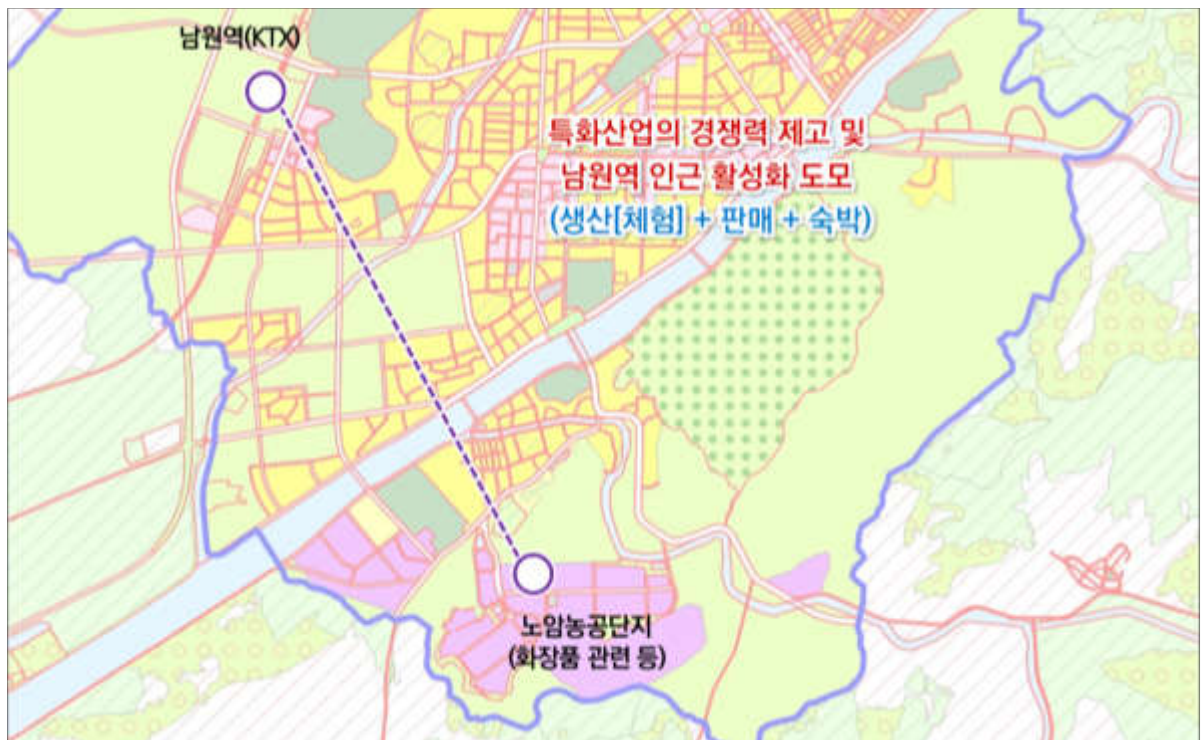 남원역(KTX)
특화산업의 경쟁력 제고 및
남원역 인근 활성화 도모
(생산[체험] + 판매 + 숙박)
노암농공단지
(화장품 관련 등)